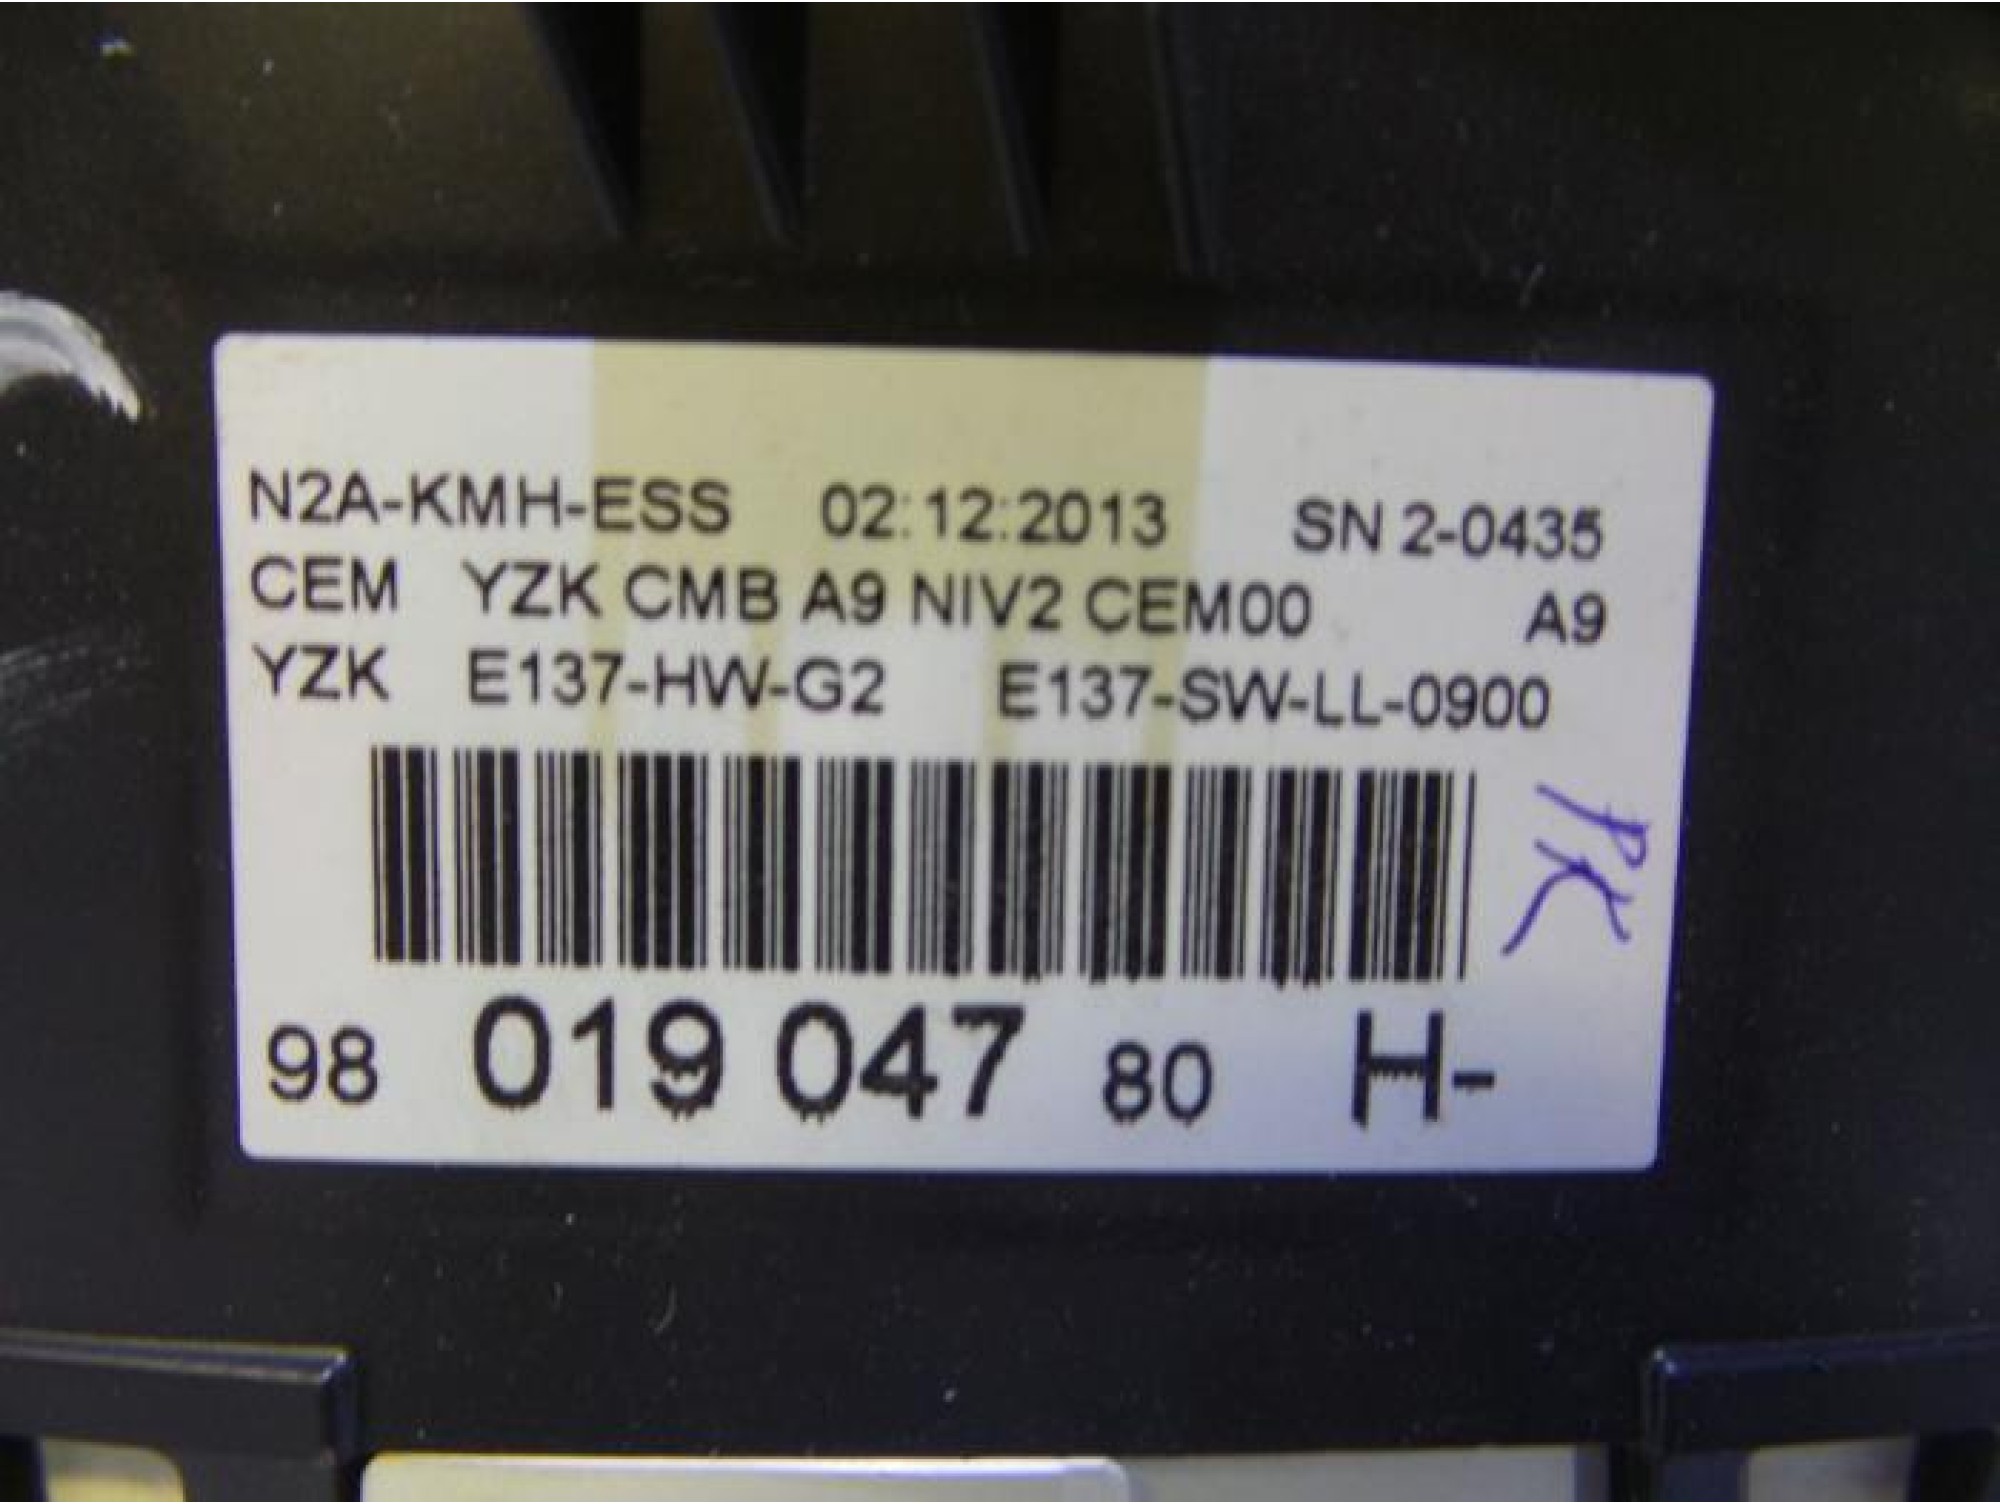 N2A-KMH-ESS 02:12:2013 SN 2-0435
CEM YZK CMB A9 NIV2 CEM00 A9
YZK E137-HW-G2 E137-SW-LL-0900
PK
98 019 047 80 H-